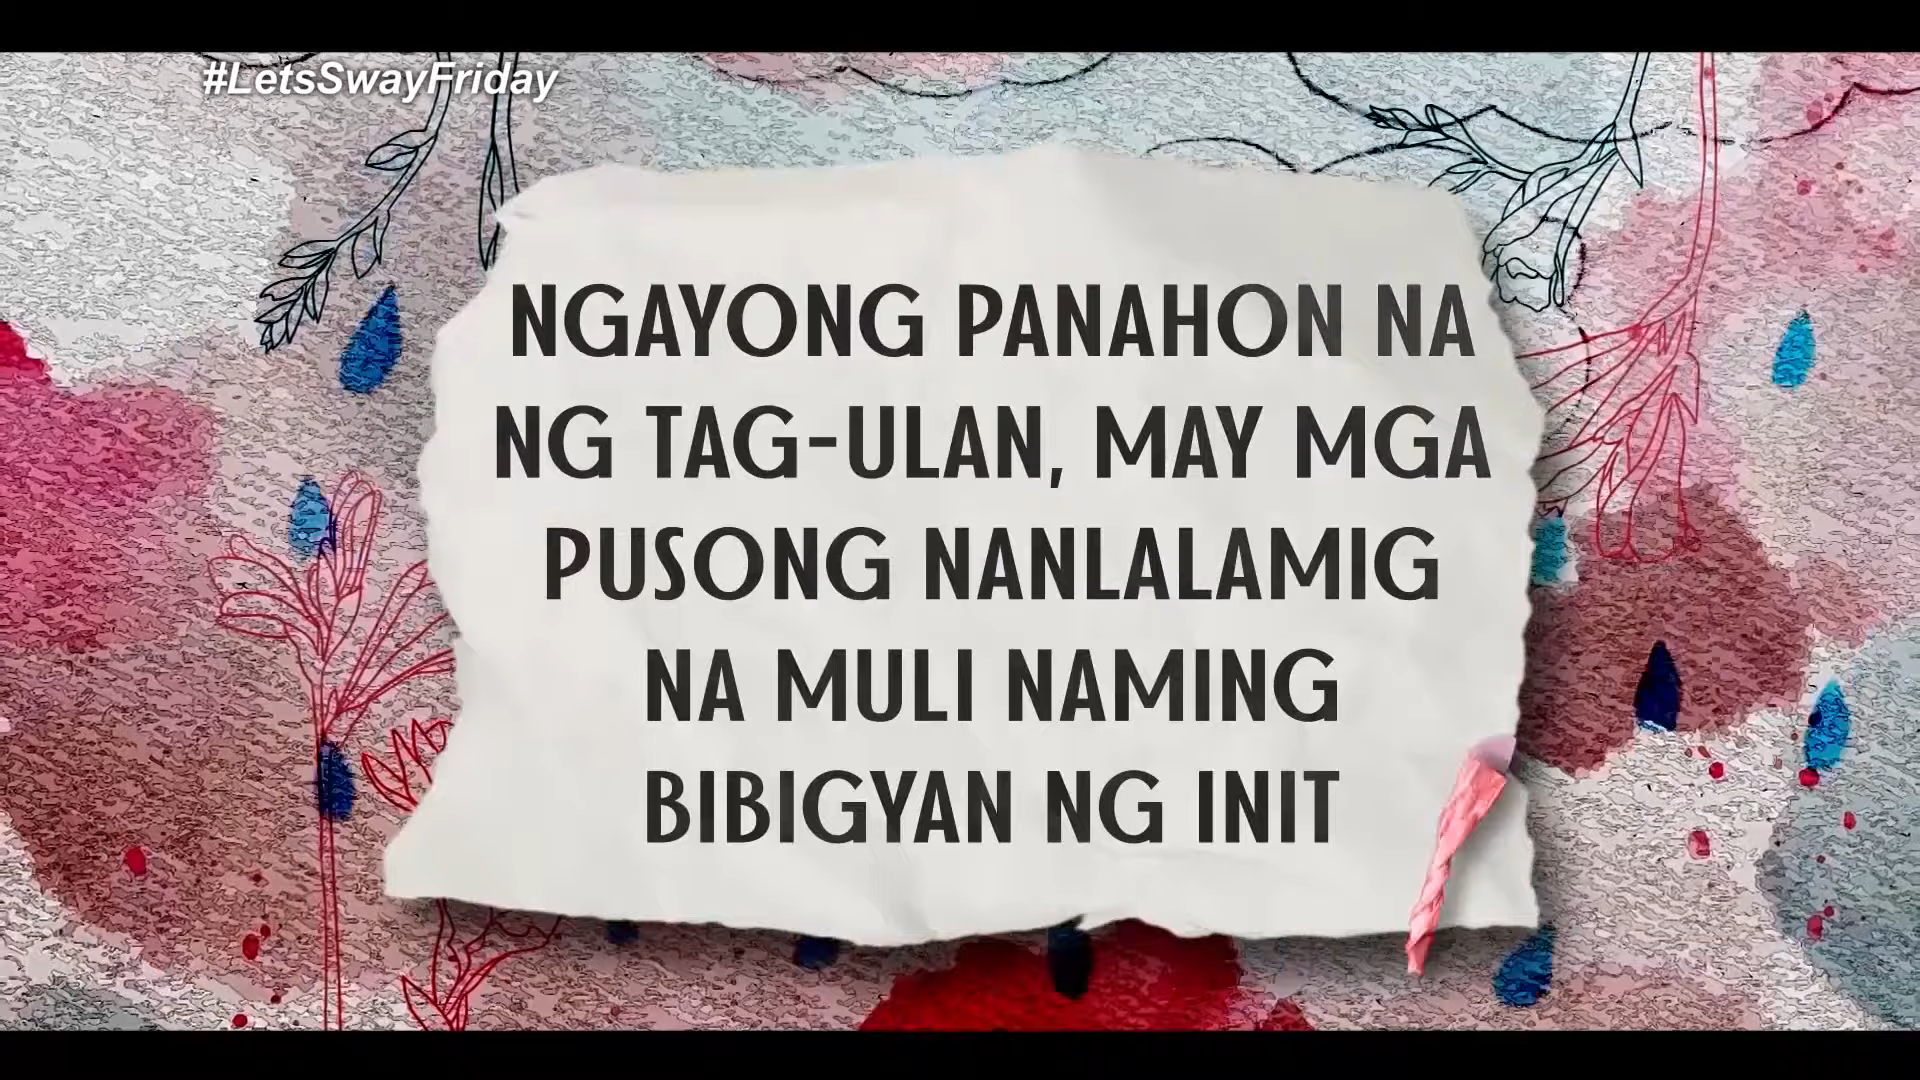 #LetsSwayFriday
NGAYONG PANAHON NA
NG TAG-ULAN, MAY MGA
PUSONG NANLALAMIG
NA MULI NAMING
BIBIGYAN NG INIT